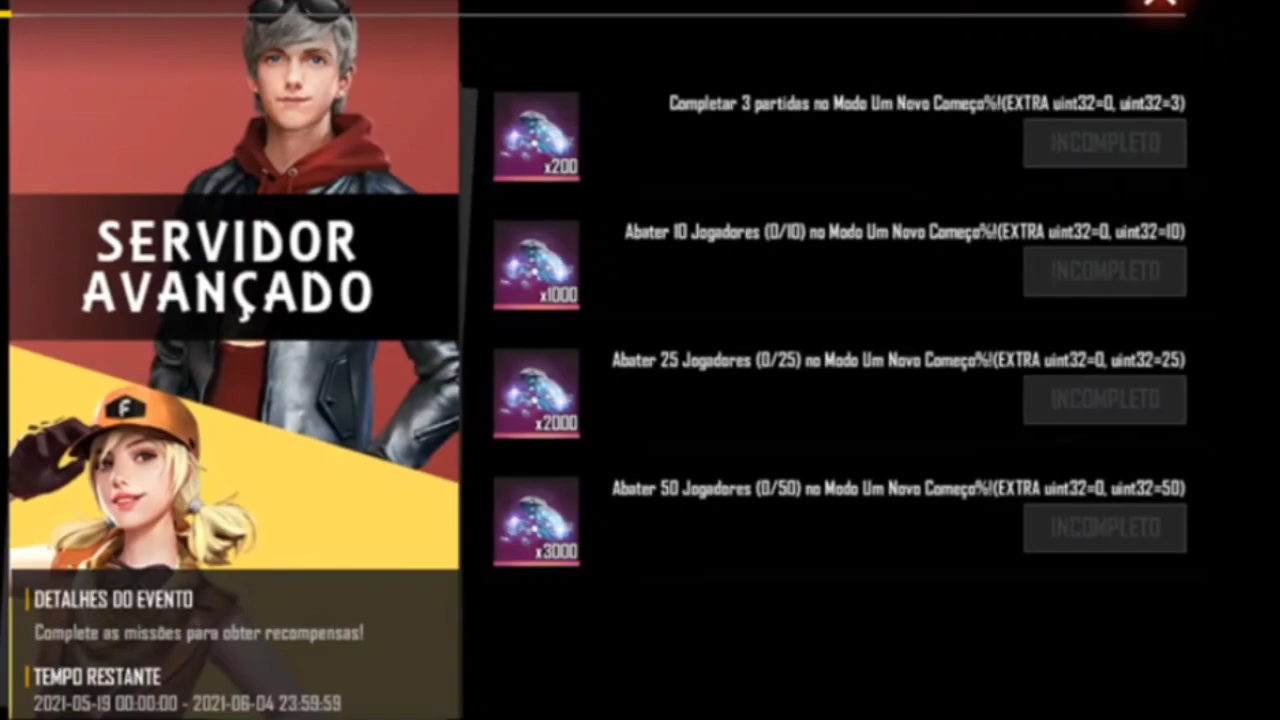 SERVIDOR
AVANÇADO
F
DETALHES DO EVENTO
Complete as missões para obter recompensas!
TEMPO RESTANTE
2021-05-19 00:00:00 - 2021-06-04 23:59:59
Completar 3 partidas no Modo Um Novo Começo%!(EXTRA uint32=0, uint32=3)
x200
INCOMPLETO
Abater 10 Jogadores (0/10) no Modo Um Novo Começo%!(EXTRA uint32=0, uint32=10)
x1000
INCOMPLETO
Abater 25 Jogadores (0/25) no Modo Um Novo Começo%!(EXTRA uint32=0, uint32=25)
x2000
INCOMPLETO
Abater 50 Jogadores (0/50) no Modo Um Novo Começo%!(EXTRA uint32=0, uint32=50)
x3000
INCOMPLETO